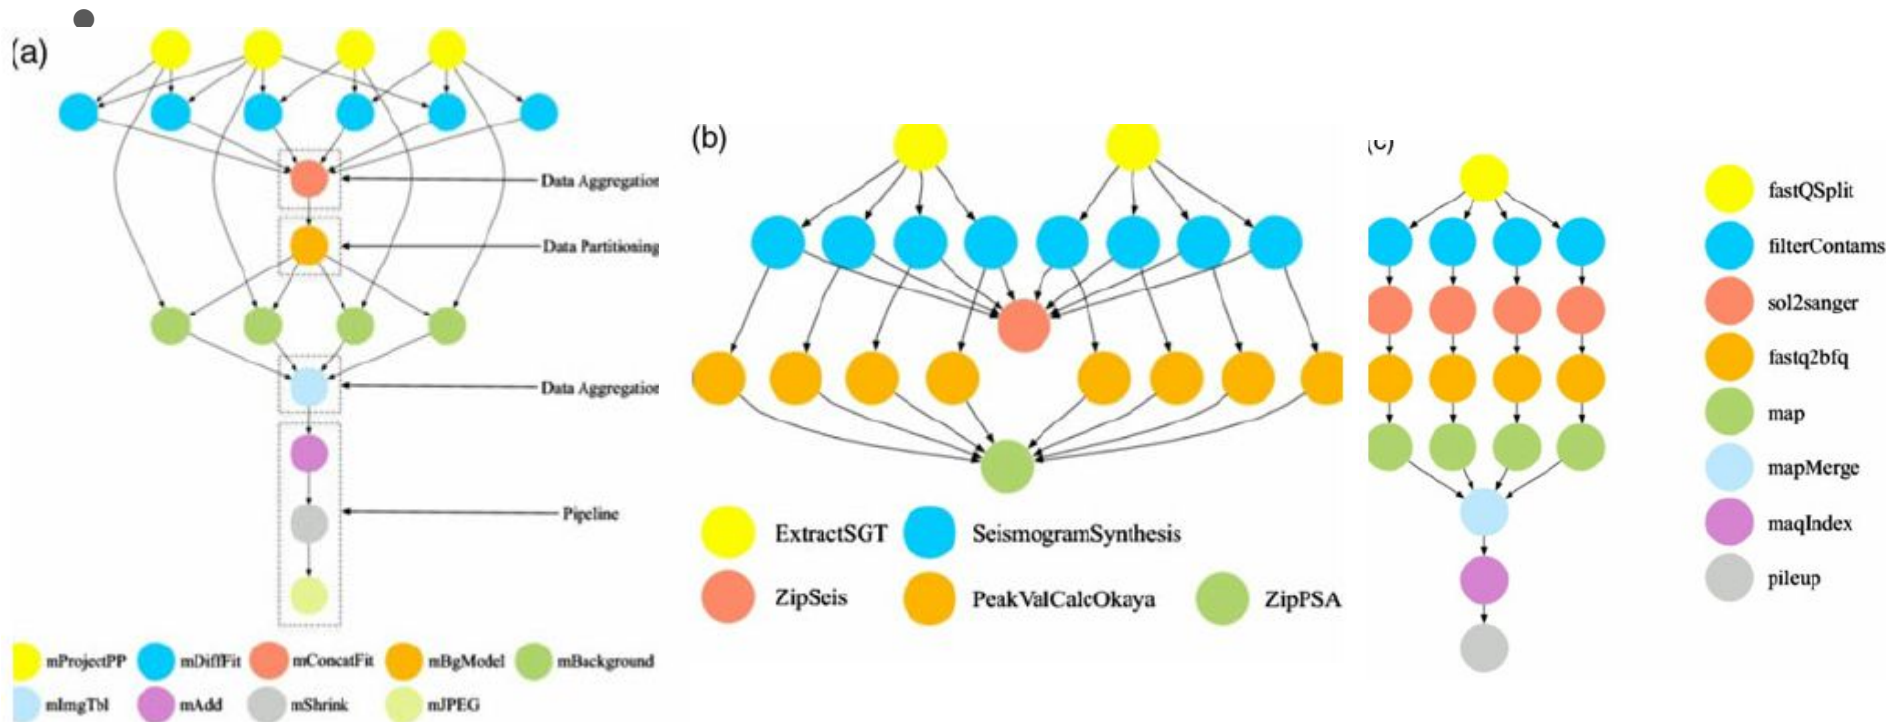 (a)
Data Aggregation
Data Partitioning
Data Aggregation
Pipeline
mProjectPP mDiffFit mConcatFit mBgModel mBackground
mImgTbl mAdd mShrink mJPEG
(b)
ExtractSGT SeismogramSynthesis
ZipSeis PeakValCalcOkaya ZipPSA
(c)
fastQSplit
filterContams
sol2sanger
fastq2bfq
map
mapMerge
maqIndex
pileup